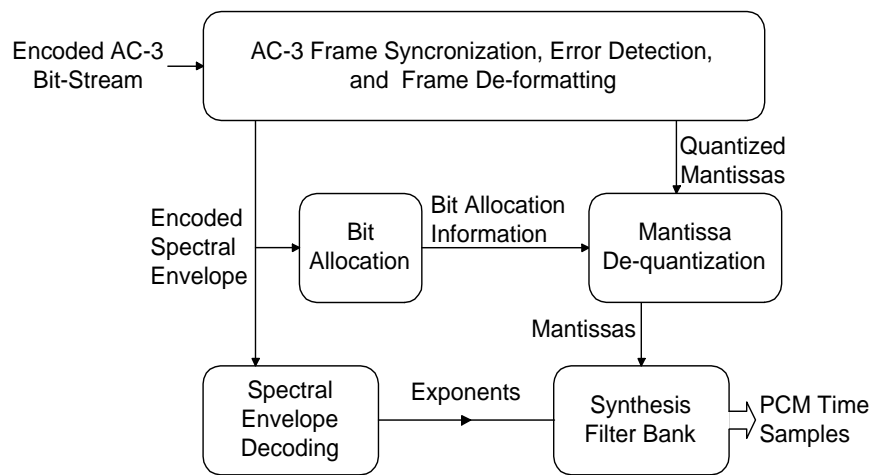 Encoded AC-3
Bit-Stream
AC-3 Frame Syncronization, Error Detection,
and Frame De-formatting
Quantized
Mantissas
Encoded
Spectral
Envelope
Bit
Allocation
Bit Allocation
Information
Mantissa
De-quantization
Mantissas
Spectral
Envelope
Decoding
Exponents
Synthesis
Filter Bank
PCM Time
Samples